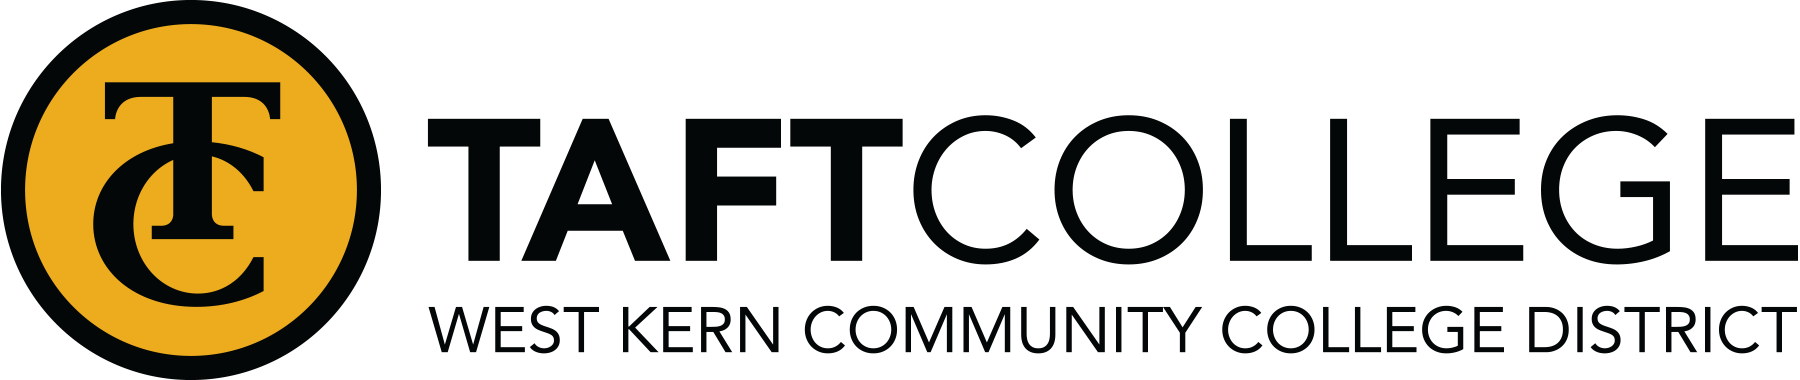 TC
TAFTCOLLEGE
WEST KERN COMMUNITY COLLEGE DISTRICT